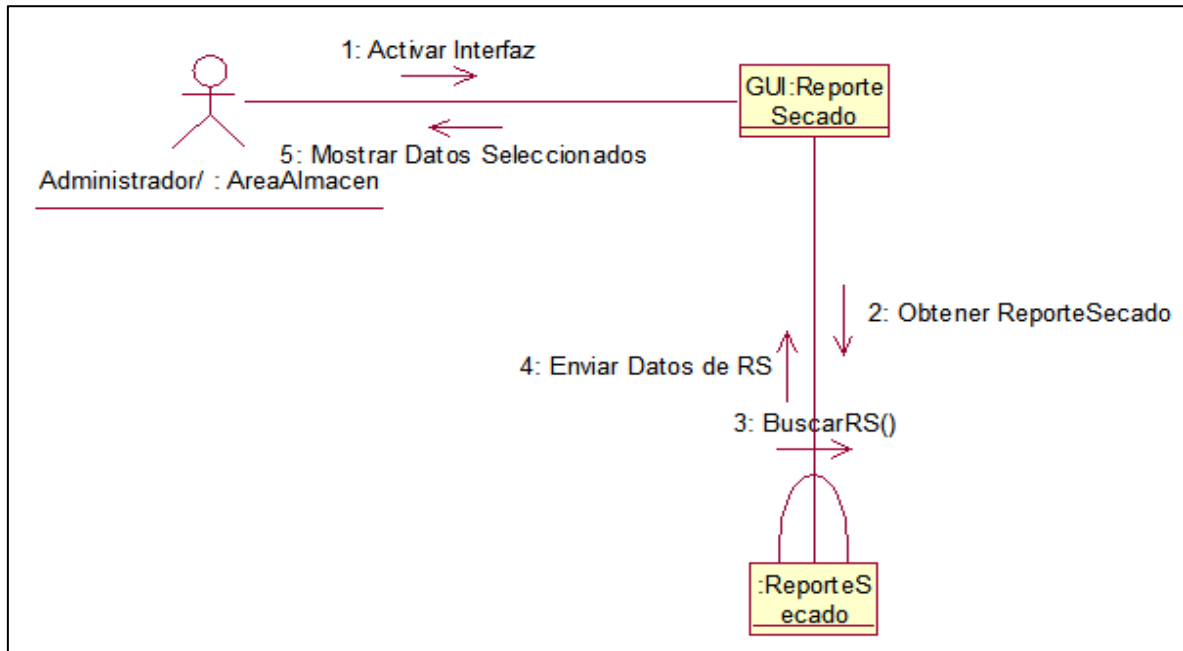 1: Activar Interfaz
GUI:Reporte
Secado
5: Mostrar Datos Seleccionados
Administrador/ : AreaAlmacen
2: Obtener ReporteSecado
4: Enviar Datos de RS
3: BuscarRS()
:ReporteS
ecado